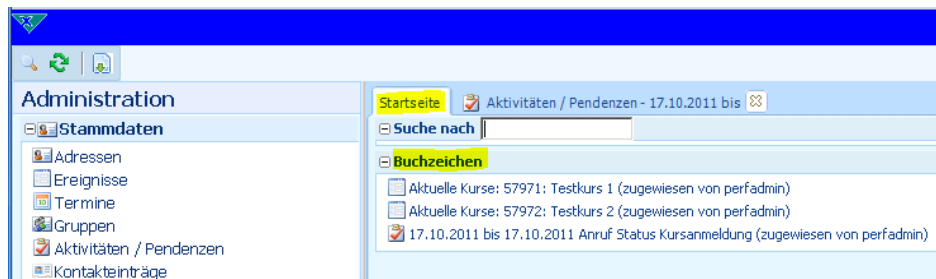 Administration
Stammdaten
Adressen
Ereignisse
Termine
Gruppen
Aktivitäten / Pendenzen
Kontakteinträge
Startseite
Aktivitäten / Pendenzen - 17.10.2011 bis
Suche nach
Buchzeichen
Aktuelle Kurse: 57971: Testkurs 1 (zugewiesen von perfadmin)
Aktuelle Kurse: 57972: Testkurs 2 (zugewiesen von perfadmin)
17.10.2011 bis 17.10.2011 Anruf Status Kursanmeldung (zugewiesen von perfadmin)